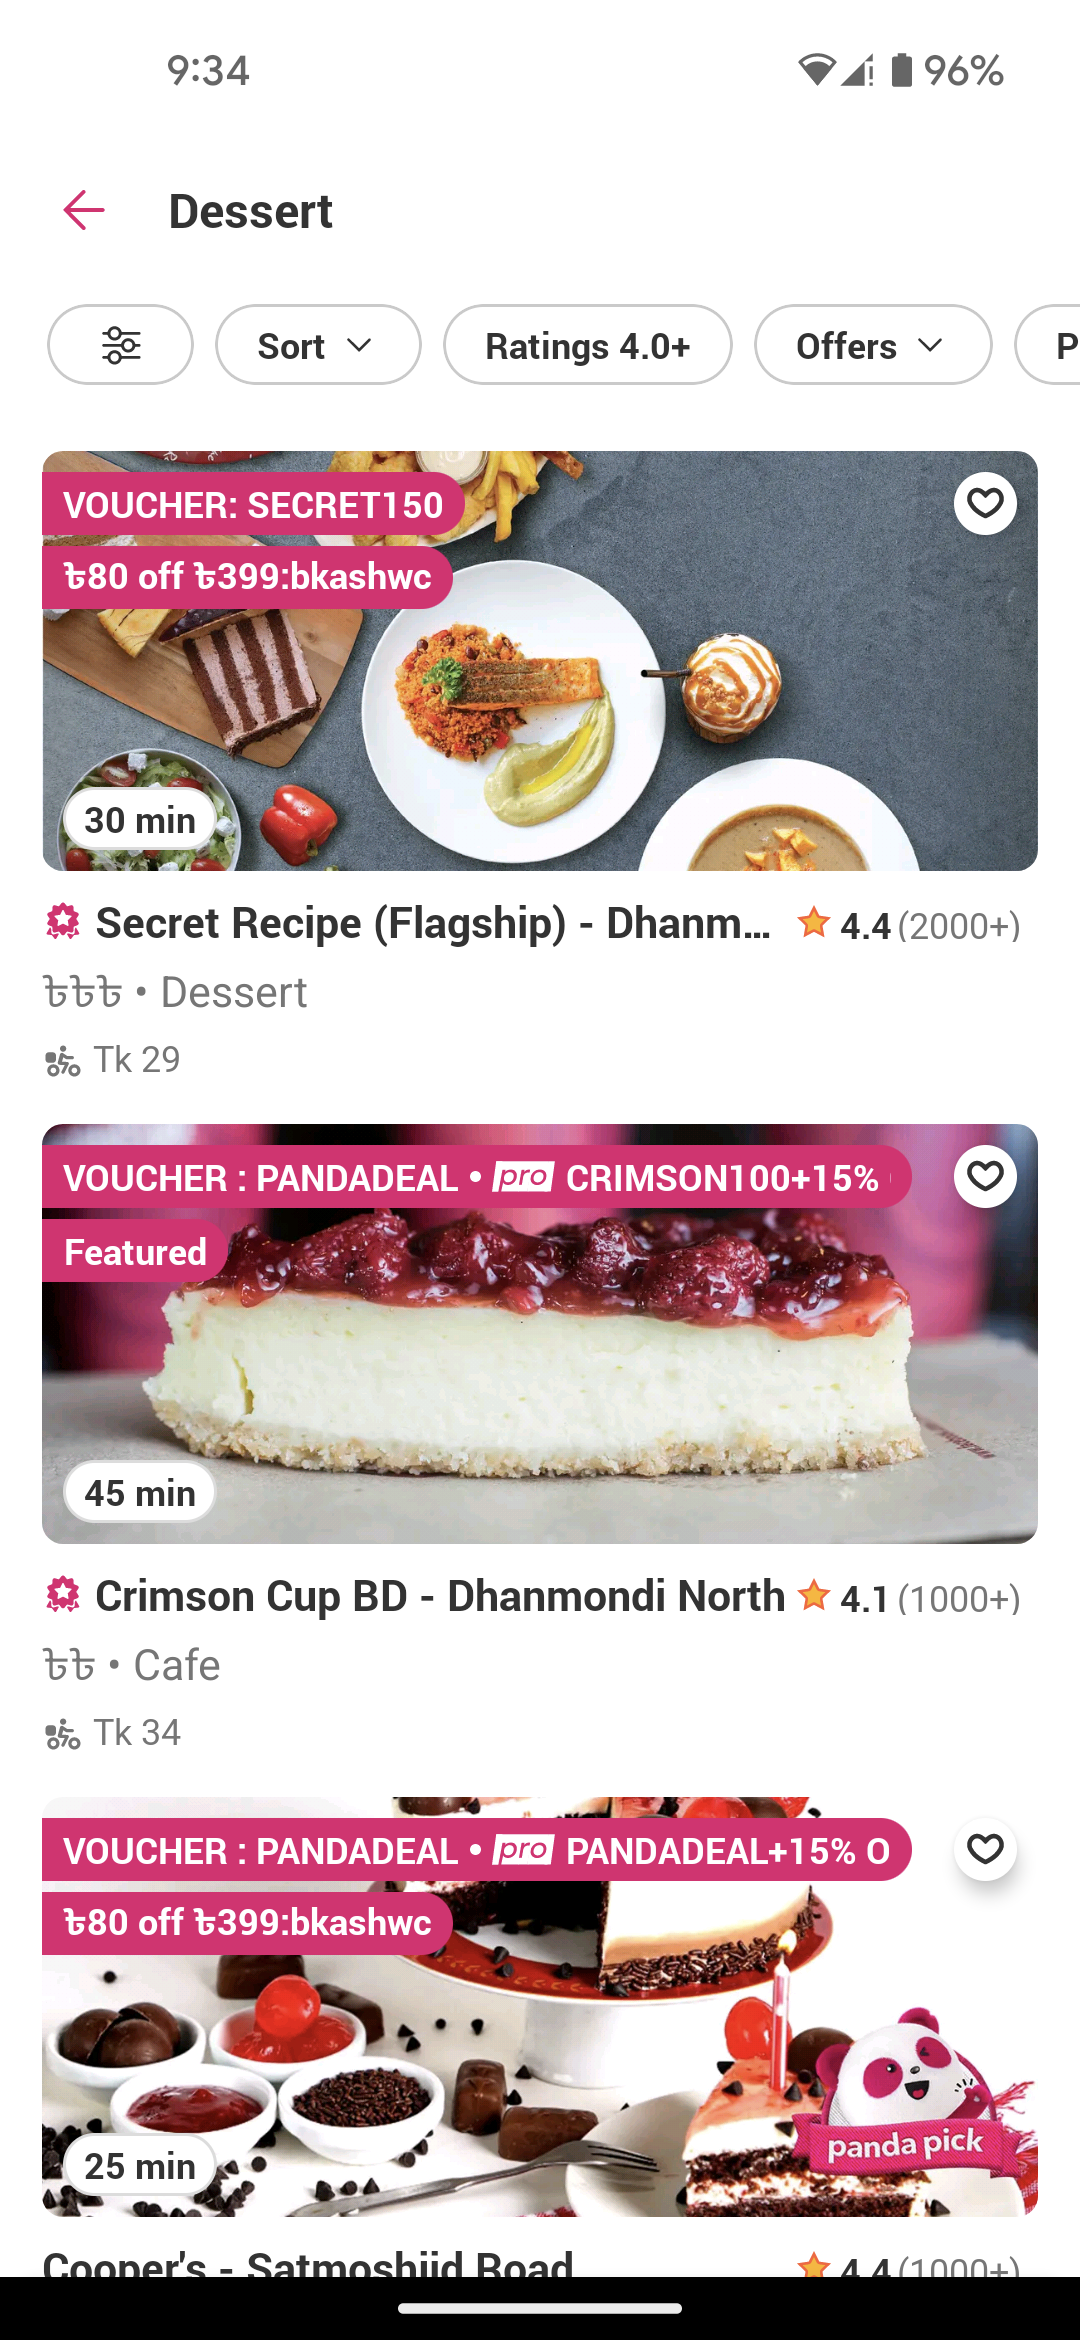 9:34
96%
Dessert
Sort
Ratings 4.0+
Offers
P
VOUCHER: SECRET150
৳80 off ৳399:bkashwc
30 min
Secret Recipe (Flagship) - Dhanm...
4.4 (2000+)
৳৳৳ • Dessert
Tk 29
VOUCHER : PANDADEAL • pro CRIMSON100+15%
Featured
45 min
Crimson Cup BD - Dhanmondi North
4.1 (1000+)
৳৳ • Cafe
Tk 34
VOUCHER : PANDADEAL • pro PANDADEAL+15% O
৳80 off ৳399:bkashwc
panda pick
25 min
Cooper's - Satmoshjid Road
4.4 (1000+)